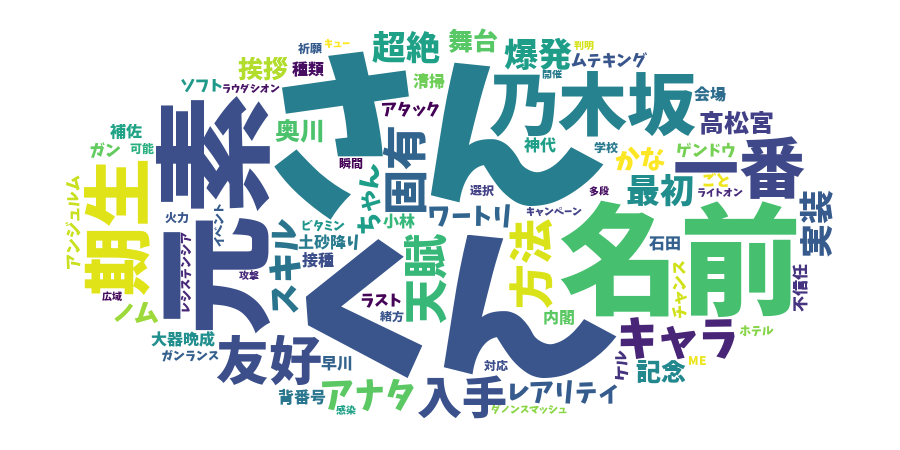 祈願
キュー
超絶
舞台
爆発
判明
ムテキング
挨拶
種類
さん
乃木坂
開催
ソフト
ラウダシオン
清掃
会場
アタック
補佐
素
奥川
固有
神代
高松宮
ガン
可能
瞬間
学校
ゲンドウ
一番
かな
期生
アンジュルム
ちゃん
選択
多段
最初
ごと
ライトオン
火力
イベント
元
スキル
ビタミン
小林
ワートリ
キャンペーン
名前
実装
土砂降り
接種
天賦
方法
石田
レシステンシア
攻撃
くん
チャンス
不信任
広域
ノム
ラスト
緒方
内閣
キャラ
ホテル
大器晩成
ガンランス
友好
早川
対応
ケル
記念
ME
背番号
アナタ
感染
入手
レアリティ
ダノンスマッシュ